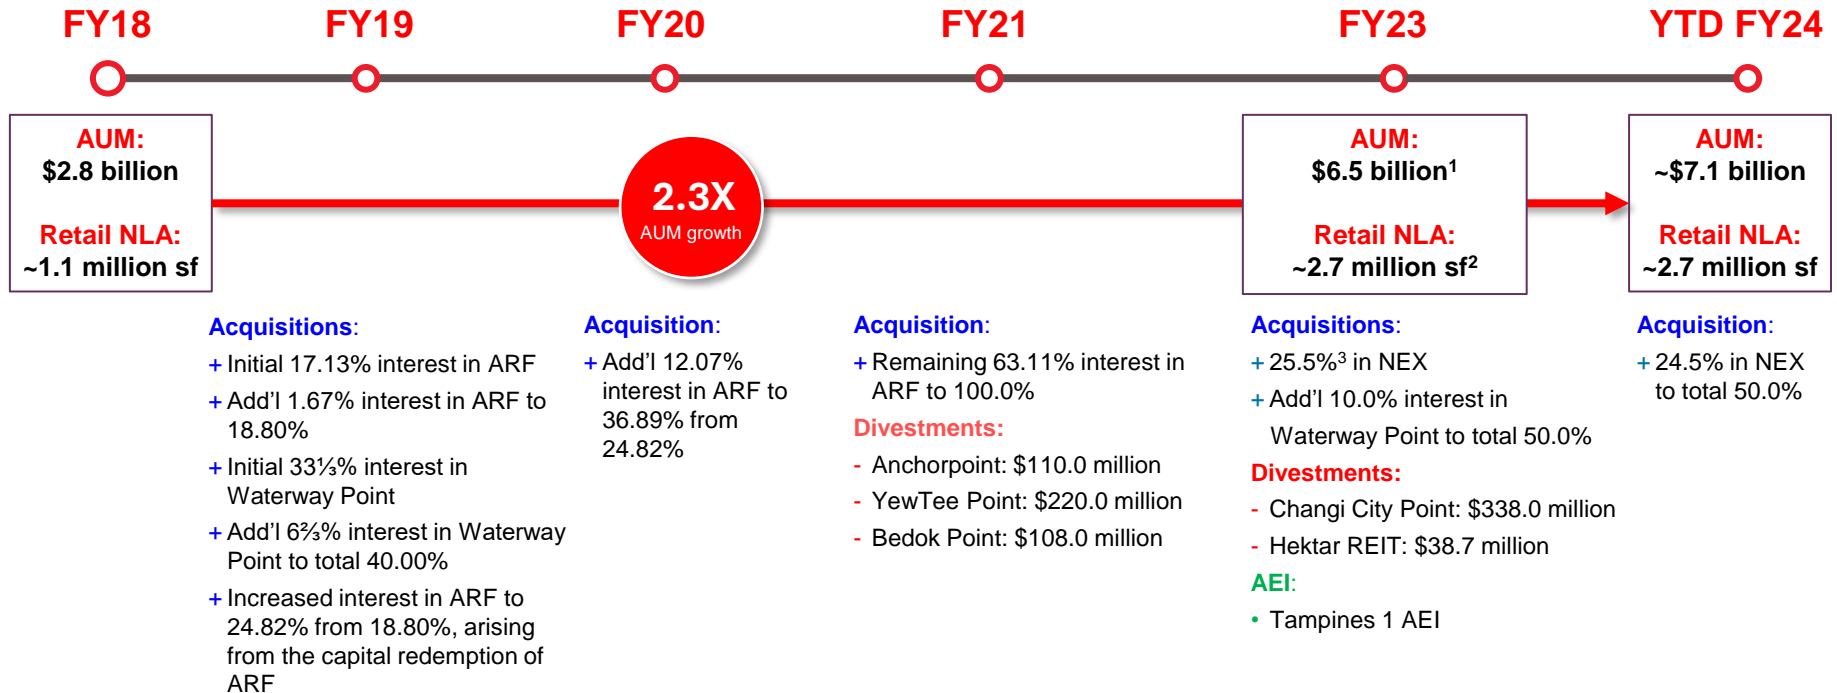 FY18
FY19
FY20
FY21
FY23
YTD FY24
AUM:
$2.8 billion
Retail NLA:
~1.1 million sf
2.3X
AUM growth
AUM:
$6.5 billion¹
Retail NLA:
~2.7 million sf²
AUM:
~$7.1 billion
Retail NLA:
~2.7 million sf
Acquisitions:
+ Initial 17.13% interest in ARF
+ Add'l 1.67% interest in ARF to
18.80%
+ Initial 33⅓% interest in
Waterway Point
+ Add'l 6⅔% interest in Waterway
Point to total 40.00%
+ Increased interest in ARF to
24.82% from 18.80%, arising
from the capital redemption of
ARF
Acquisition:
+ Add'l 12.07%
interest in ARF to
36.89% from
24.82%
Acquisition:
+ Remaining 63.11% interest in
ARF to 100.0%
Divestments:
- Anchorpoint: $110.0 million
- YewTee Point: $220.0 million
- Bedok Point: $108.0 million
Acquisitions:
+ 25.5%³ in NEX
+ Add'l 10.0% interest in
Waterway Point to total 50.0%
Divestments:
- Changi City Point: $338.0 million
- Hektar REIT: $38.7 million
AEI:
• Tampines 1 AEI
Acquisition:
+ 24.5% in NEX
to total 50.0%